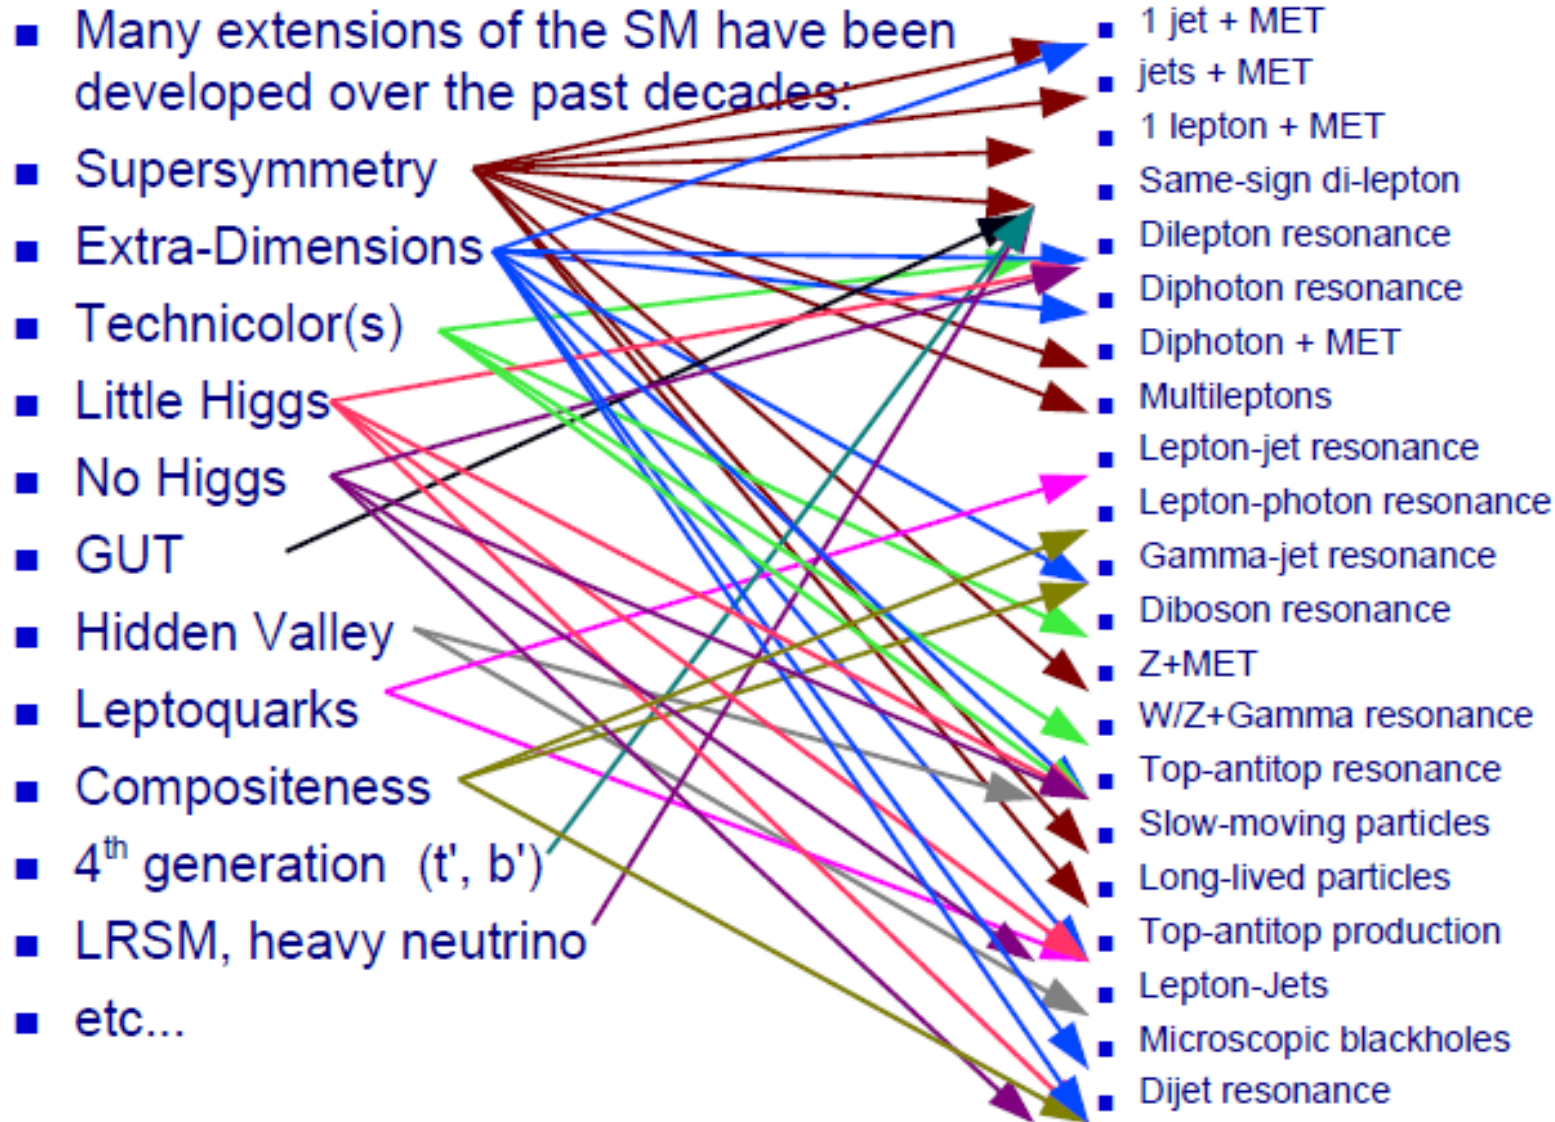 Many extensions of the SM have been
developed over the past decades:
Supersymmetry
Extra-Dimensions
Technicolor(s)
Little Higgs
No Higgs
GUT
Hidden Valley
Leptoquarks
Compositeness
4th generation (t', b')
LRSM, heavy neutrino
etc...
1 jet + MET
jets + MET
1 lepton + MET
Same-sign di-lepton
Dilepton resonance
Diphoton resonance
Diphoton + MET
Multileptons
Lepton-jet resonance
Lepton-photon resonance
Gamma-jet resonance
Diboson resonance
Z+MET
W/Z+Gamma resonance
Top-antitop resonance
Slow-moving particles
Long-lived particles
Top-antitop production
Lepton-Jets
Microscopic blackholes
Dijet resonance